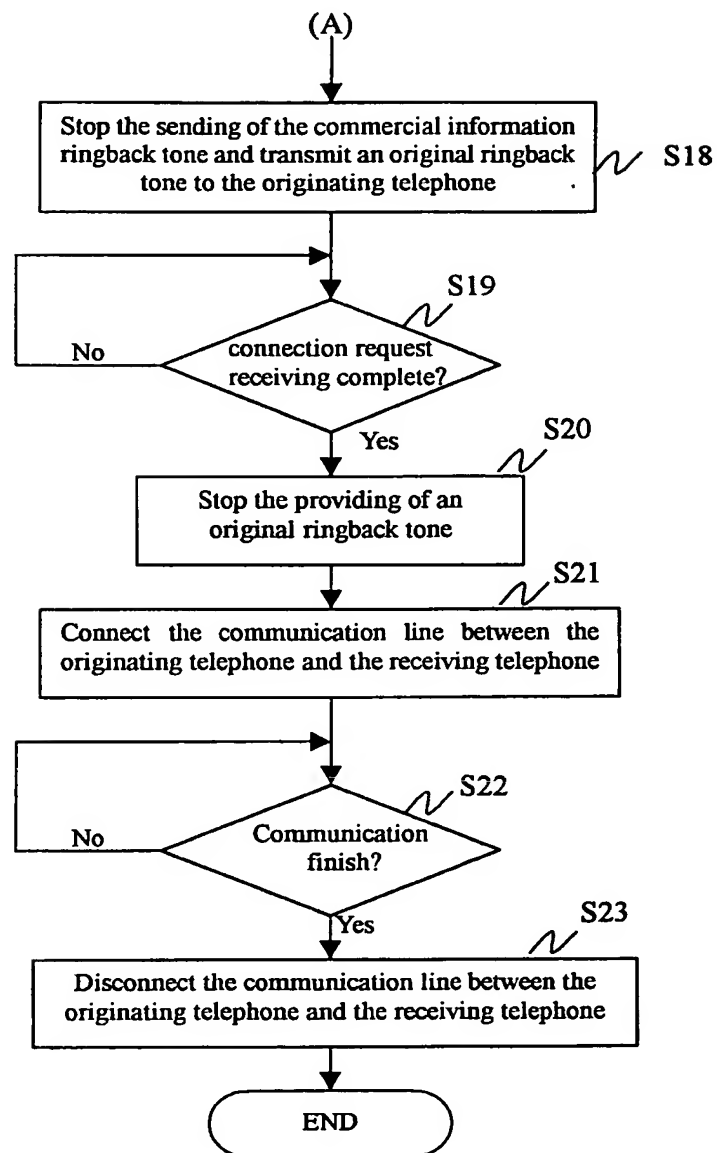 (A)
Stop the sending of the commercial information
ringback tone and transmit an original ringback
tone to the originating telephone
S18
S19
connection request
receiving complete?
No
Yes
S20
Stop the providing of an
original ringback tone
S21
Connect the communication line between the
originating telephone and the receiving telephone
S22
Communication
finish?
No
Yes
S23
Disconnect the communication line between the
originating telephone and the receiving telephone
END